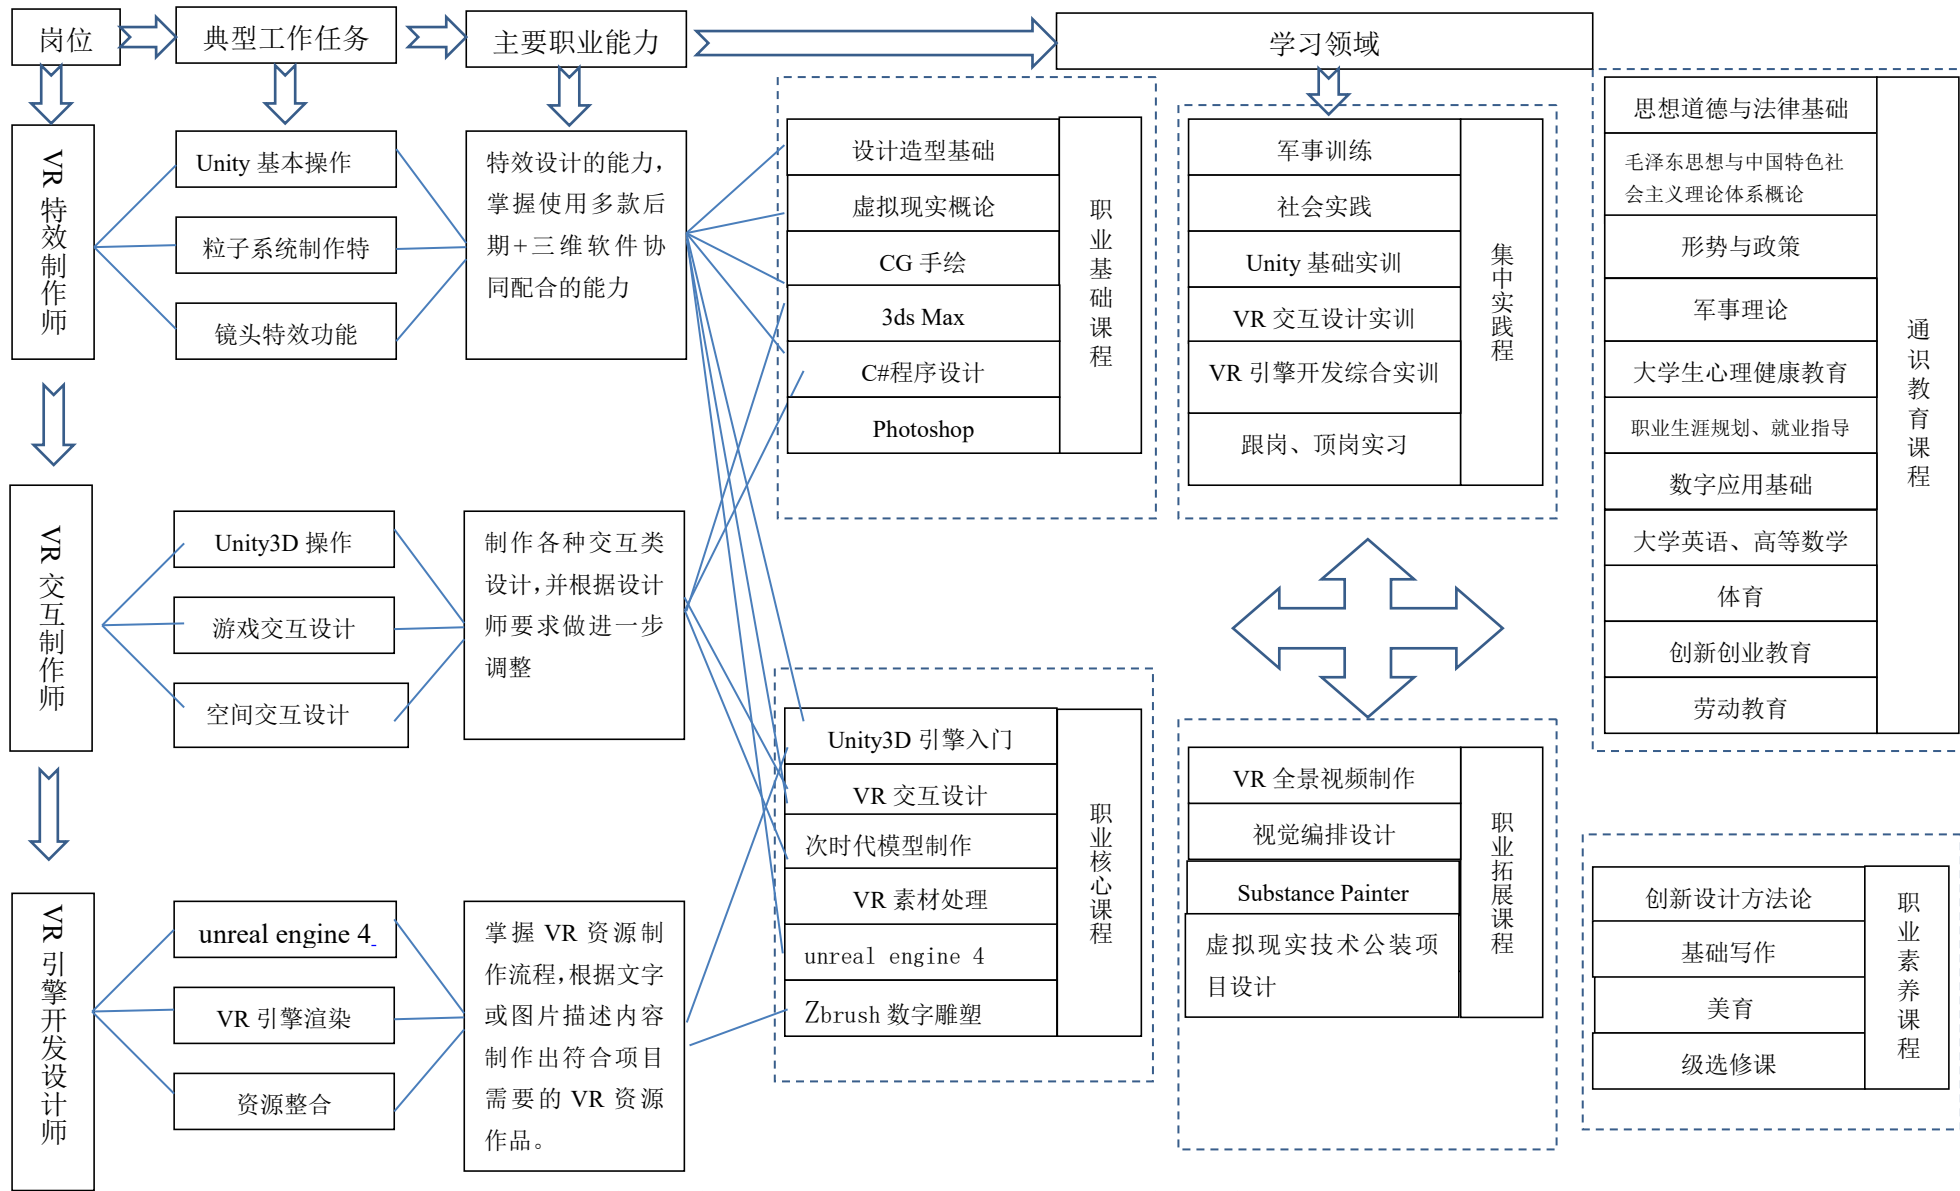 岗位
典型工作任务
主要职业能力
学习领域
VR 特效制作师
Unity 基本操作
粒子系统制作特
镜头特效功能
特效设计的能力，
掌握使用多款后
期+三维软件协
同配合的能力
VR 交互制作师
Unity3D 操作
游戏交互设计
空间交互设计
制作各种交互类
设计，并根据设计
师要求做进一步
调整
VR 引擎开发设计师
unreal engine 4
VR 引擎渲染
资源整合
掌握 VR 资源制
作流程，根据文字
或图片描述内容
制作出符合项目
需要的 VR 资源
作品。
设计造型基础
虚拟现实概论
CG 手绘
3ds Max
C#程序设计
Photoshop
职业基础课程
Unity3D 引擎入门
VR 交互设计
次时代模型制作
VR 素材处理
unreal engine 4
Zbrush 数字雕塑
职业核心课程
军事训练
社会实践
Unity 基础实训
VR 交互设计实训
VR 引擎开发综合实训
跟岗、顶岗实习
集中实践程
VR 全景视频制作
视觉编排设计
Substance Painter
虚拟现实技术公装项
目设计
职业拓展课程
思想道德与法律基础
毛泽东思想与中国特色社
会主义理论体系概论
形势与政策
军事理论
大学生心理健康教育
职业生涯规划、就业指导
数字应用基础
大学英语、高等数学
体育
创新创业教育
劳动教育
通识教育课程
创新设计方法论
基础写作
美育
级选修课
职业素养课程